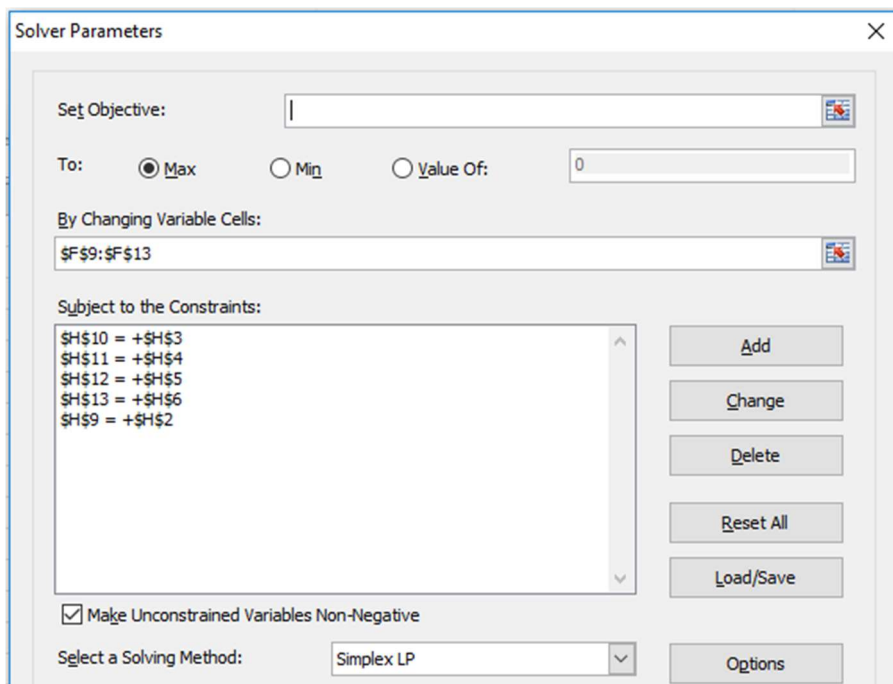 Solver Parameters
Set Objective:
To: Max Min Value Of: 0
By Changing Variable Cells:
$F$9:$F$13
Subject to the Constraints:
$H$10 = +$H$3
$H$11 = +$H$4
$H$12 = +$H$5
$H$13 = +$H$6
$H$9 = +$H$2
Add
Change
Delete
Reset All
Load/Save
Make Unconstrained Variables Non-Negative
Select a Solving Method: Simplex LP Options